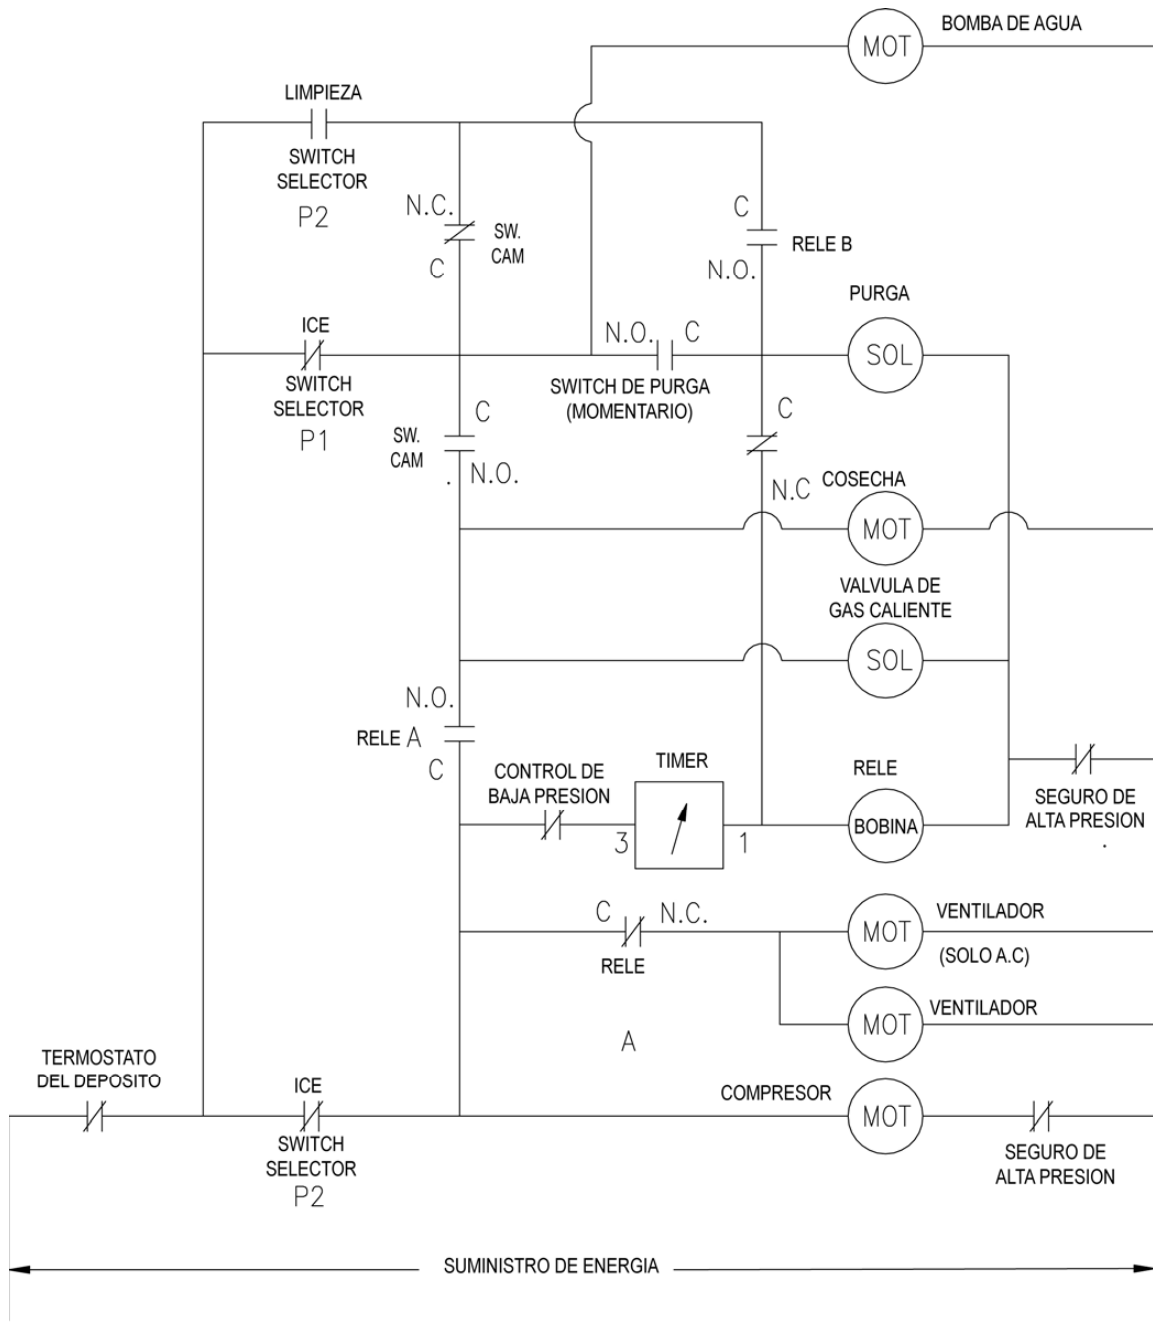 MOT
BOMBA DE AGUA
LIMPIEZA
SWITCH
SELECTOR
P2
N.C.
SW.
CAM
C
C
RELE B
N.O.
PURGA
SOL
ICE
SWITCH
SELECTOR
P1
N.O.
C
SWITCH DE PURGA
(MOMENTARIO)
C
SW.
CAM
N.O.
C
N.C
COSECHA
MOT
VALVULA DE
GAS CALIENTE
SOL
N.O.
RELE A
C
CONTROL DE
BAJA PRESION
TIMER
3
1
RELE
BOBINA
SEGURO DE
ALTA PRESION
C
N.C.
RELE
MOT
VENTILADOR
(SOLO A.C)
MOT
VENTILADOR
A
TERMOSTATO
DEL DEPOSITO
ICE
SWITCH
SELECTOR
P2
COMPRESOR
MOT
SEGURO DE
ALTA PRESION
SUMINISTRO DE ENERGIA